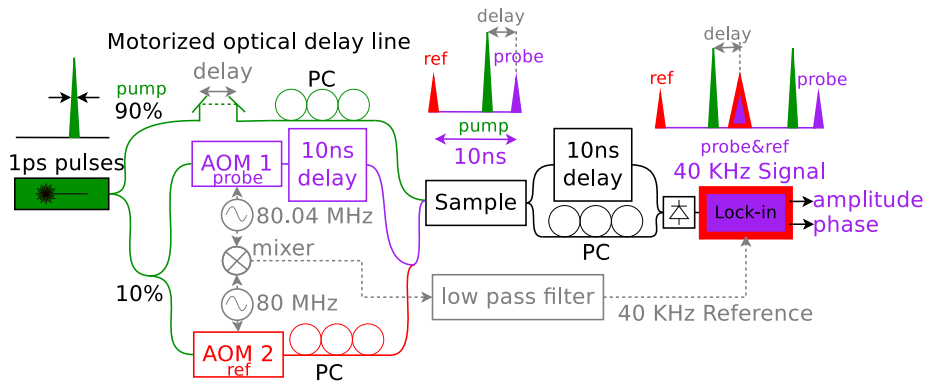 Motorized optical delay line
delay
PC
pump
90%
1ps pulses
AOM 1
probe
10ns
delay
80.04 MHz
mixer
80 MHz
10%
AOM 2
ref
PC
delay
ref
probe
pump
10ns
Sample
10ns
delay
PC
delay
ref
probe
probe&ref
40 KHz Signal
Lock-in
amplitude
phase
low pass filter
40 KHz Reference